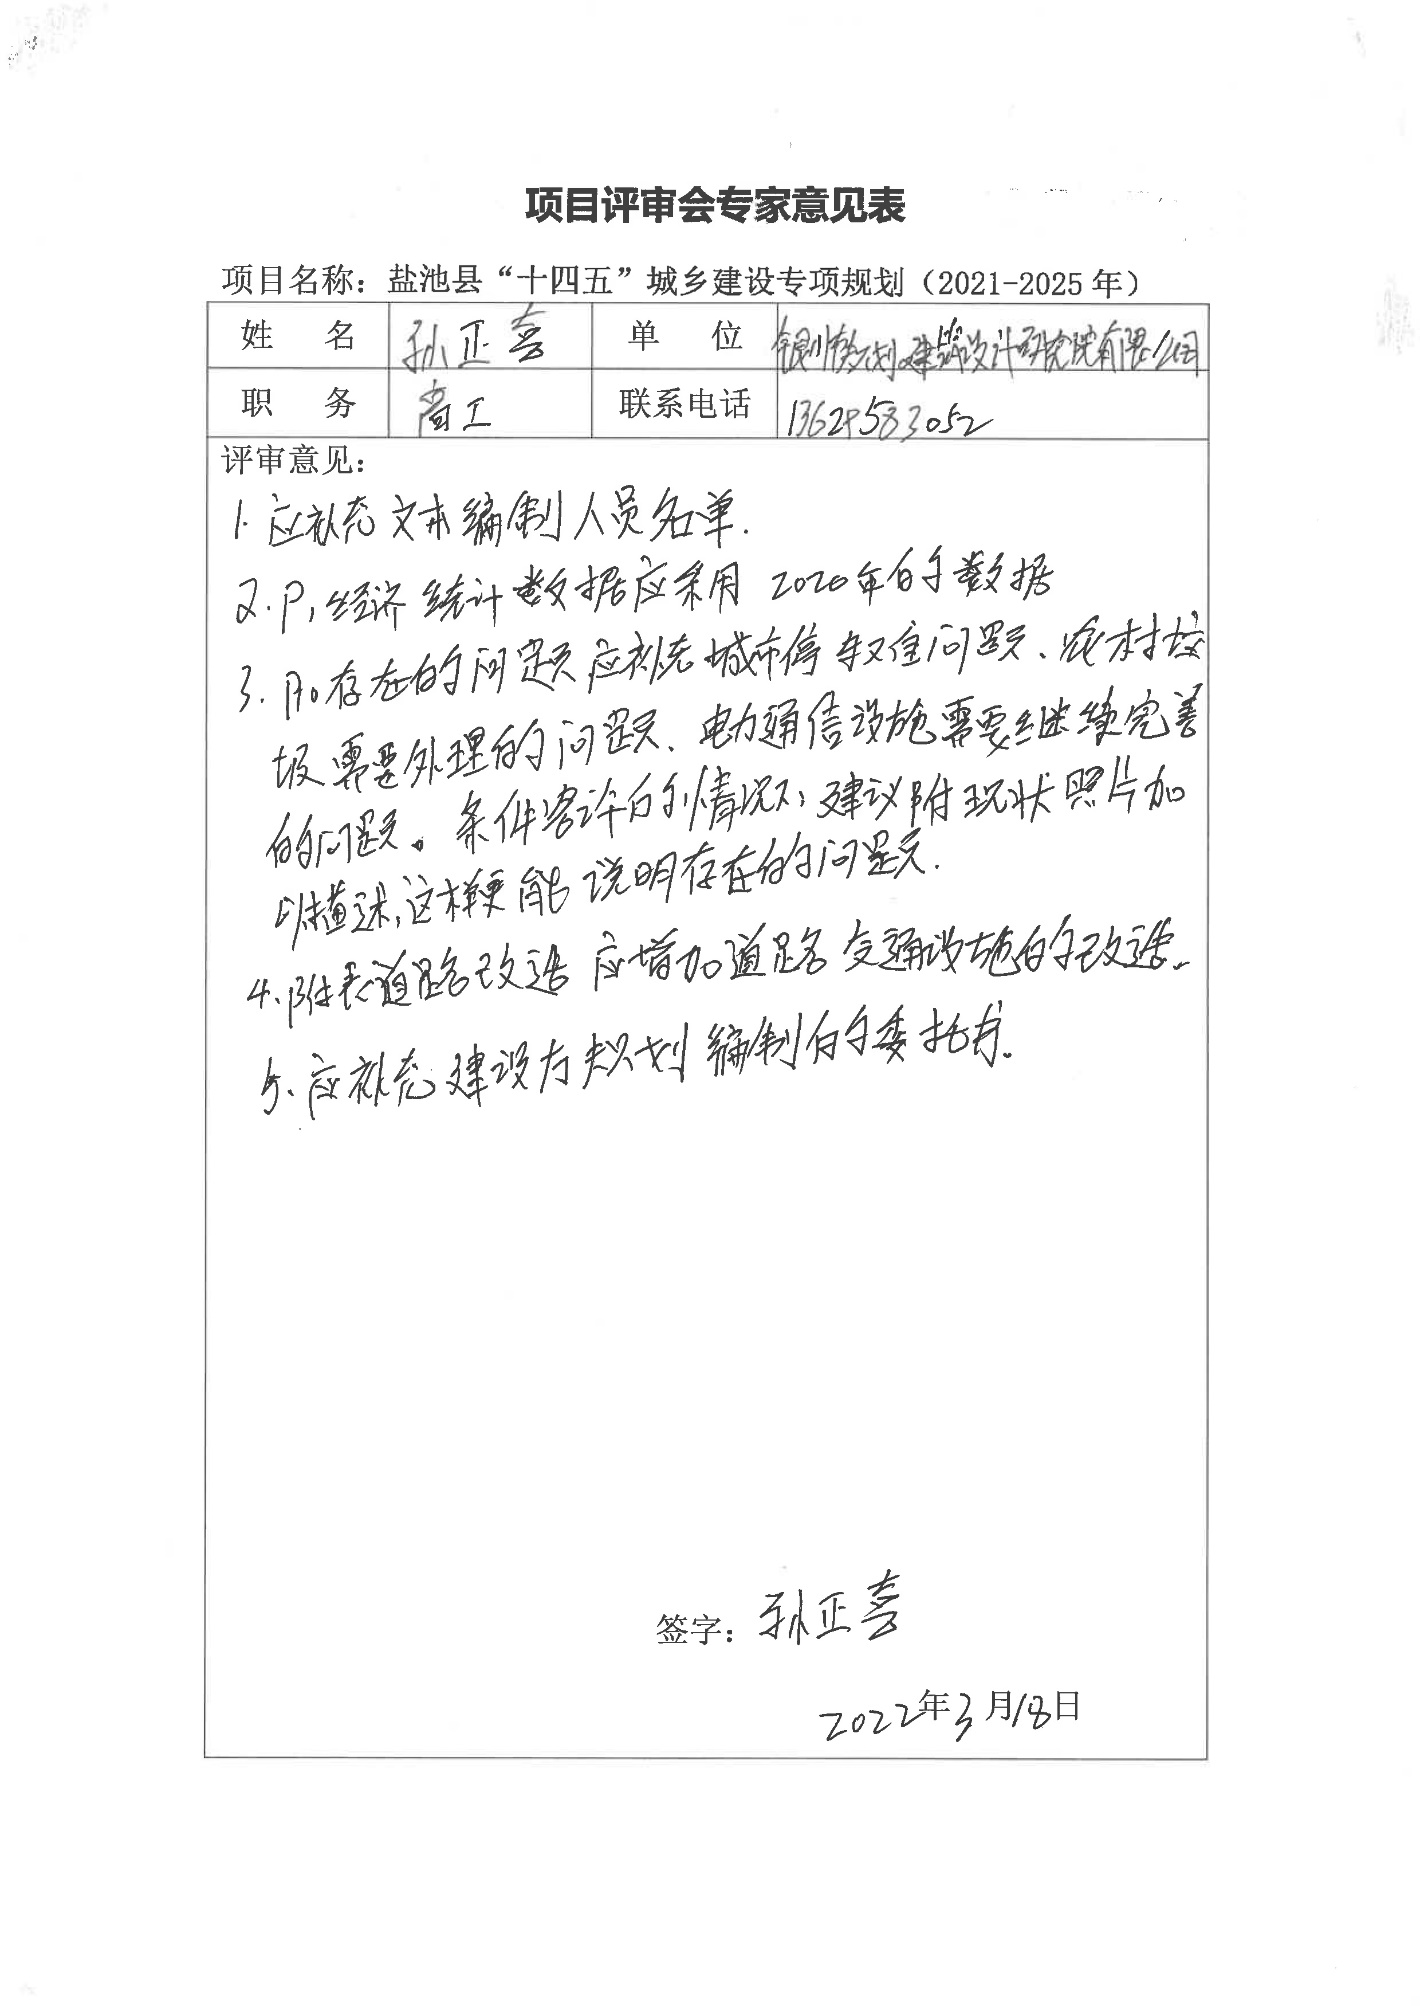 项目评审会专家意见表
项目名称：盐池县“十四五”城乡建设专项规划（2021-2025年）
姓名 孙正喜 单位 银川市规划建筑设计研究院有限公司
职务 高工 联系电话 13629583052
评审意见：
1. 应补充文本编制人员名单.
2. P1 经济统计数据应采用2020年的数据
3. P10 存在的问题应补充城市停车难问题、农村垃
圾需要处理的问题、电力通信设施需要继续完善
的问题。条件容许的情况下，建议附现状照片加
以描述，这样更能说明存在的问题.
4. 附表道路改造应增加道路交通设施的改造。
5. 应补充建设方规划编制的委托书。
签字：孙正喜
2022年3月18日